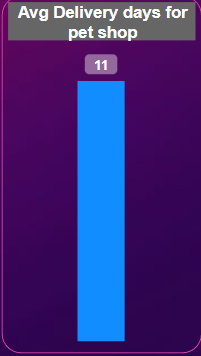 Avg Delivery days for
pet shop
11